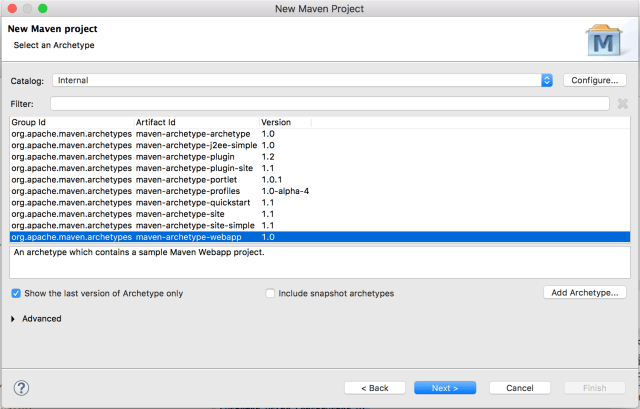 New Maven Project
New Maven project
Select an Archetype
M
Catalog: Internal Configure...
Filter:
Group Id Artifact Id Version
org.apache.maven.archetypes maven-archetype-archetype 1.0
org.apache.maven.archetypes maven-archetype-j2ee-simple 1.0
org.apache.maven.archetypes maven-archetype-plugin 1.2
org.apache.maven.archetypes maven-archetype-plugin-site 1.1
org.apache.maven.archetypes maven-archetype-portlet 1.0.1
org.apache.maven.archetypes maven-archetype-profiles 1.0-alpha-4
org.apache.maven.archetypes maven-archetype-quickstart 1.1
org.apache.maven.archetypes maven-archetype-site 1.1
org.apache.maven.archetypes maven-archetype-site-simple 1.1
org.apache.maven.archetypes maven-archetype-webapp 1.0
An archetype which contains a sample Maven Webapp project.
Show the last version of Archetype only Include snapshot archetypes Add Archetype...
Advanced
? < Back Next > Cancel Finish